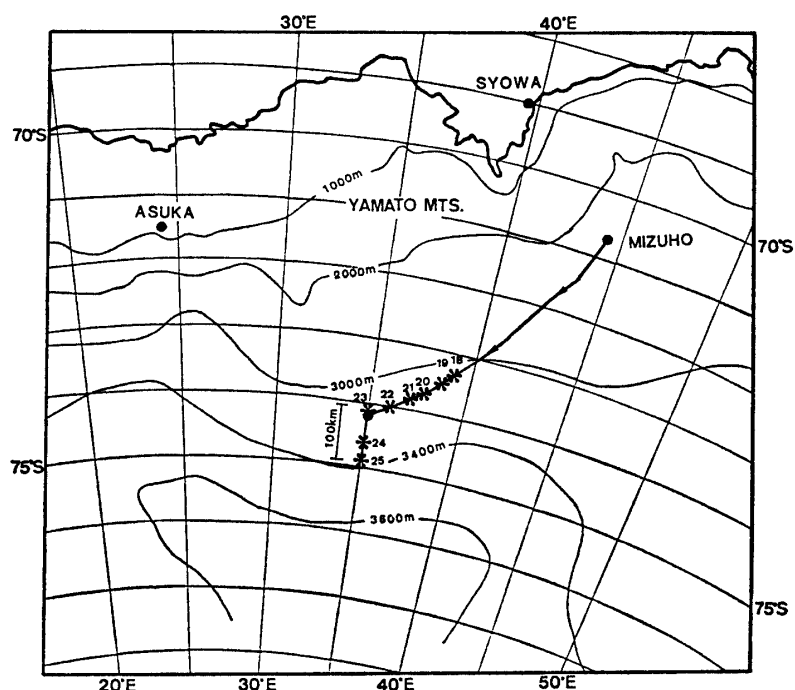 30°E 40°E
SYOWA
70°S
1000m
YAMATO MTS.
ASUKA
MIZUHO
70°S
2000m
19 18
3000m
21 20
22
23
100km
24
3400m
25
75°S
3600m
75°S
20°E 30°E 40°E 50°E